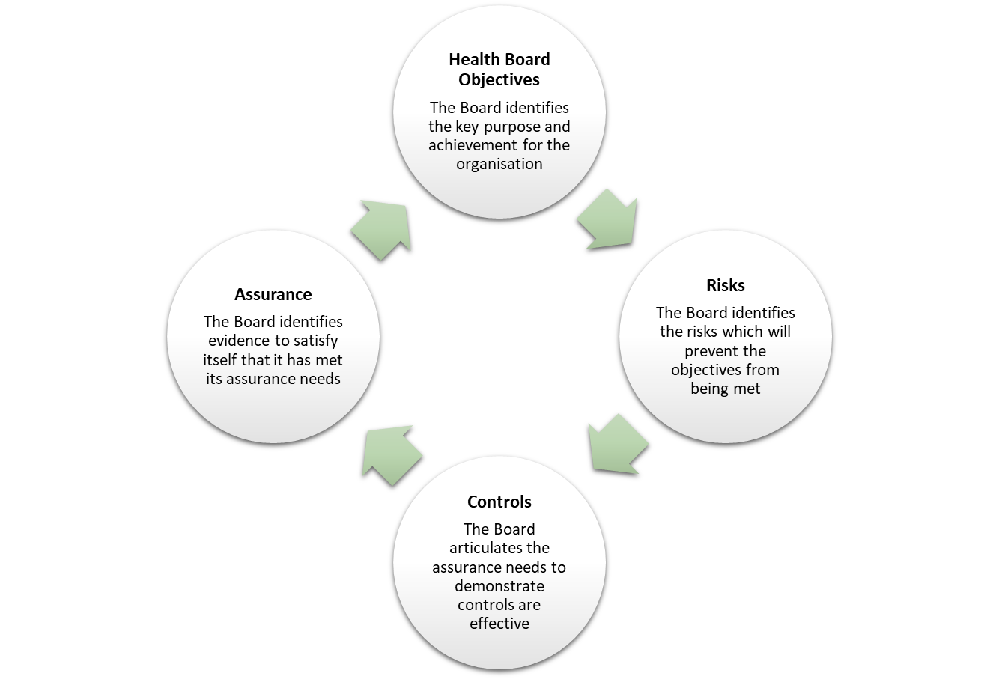 Health Board
Objectives
The Board identifies
the key purpose and
achievement for the
organisation
Risks
The Board identifies
the risks which will
prevent the
objectives from
being met
Controls
The Board
articulates the
assurance needs to
demonstrate
controls are
effective
Assurance
The Board identifies
evidence to satisfy
itself that it has met
its assurance needs